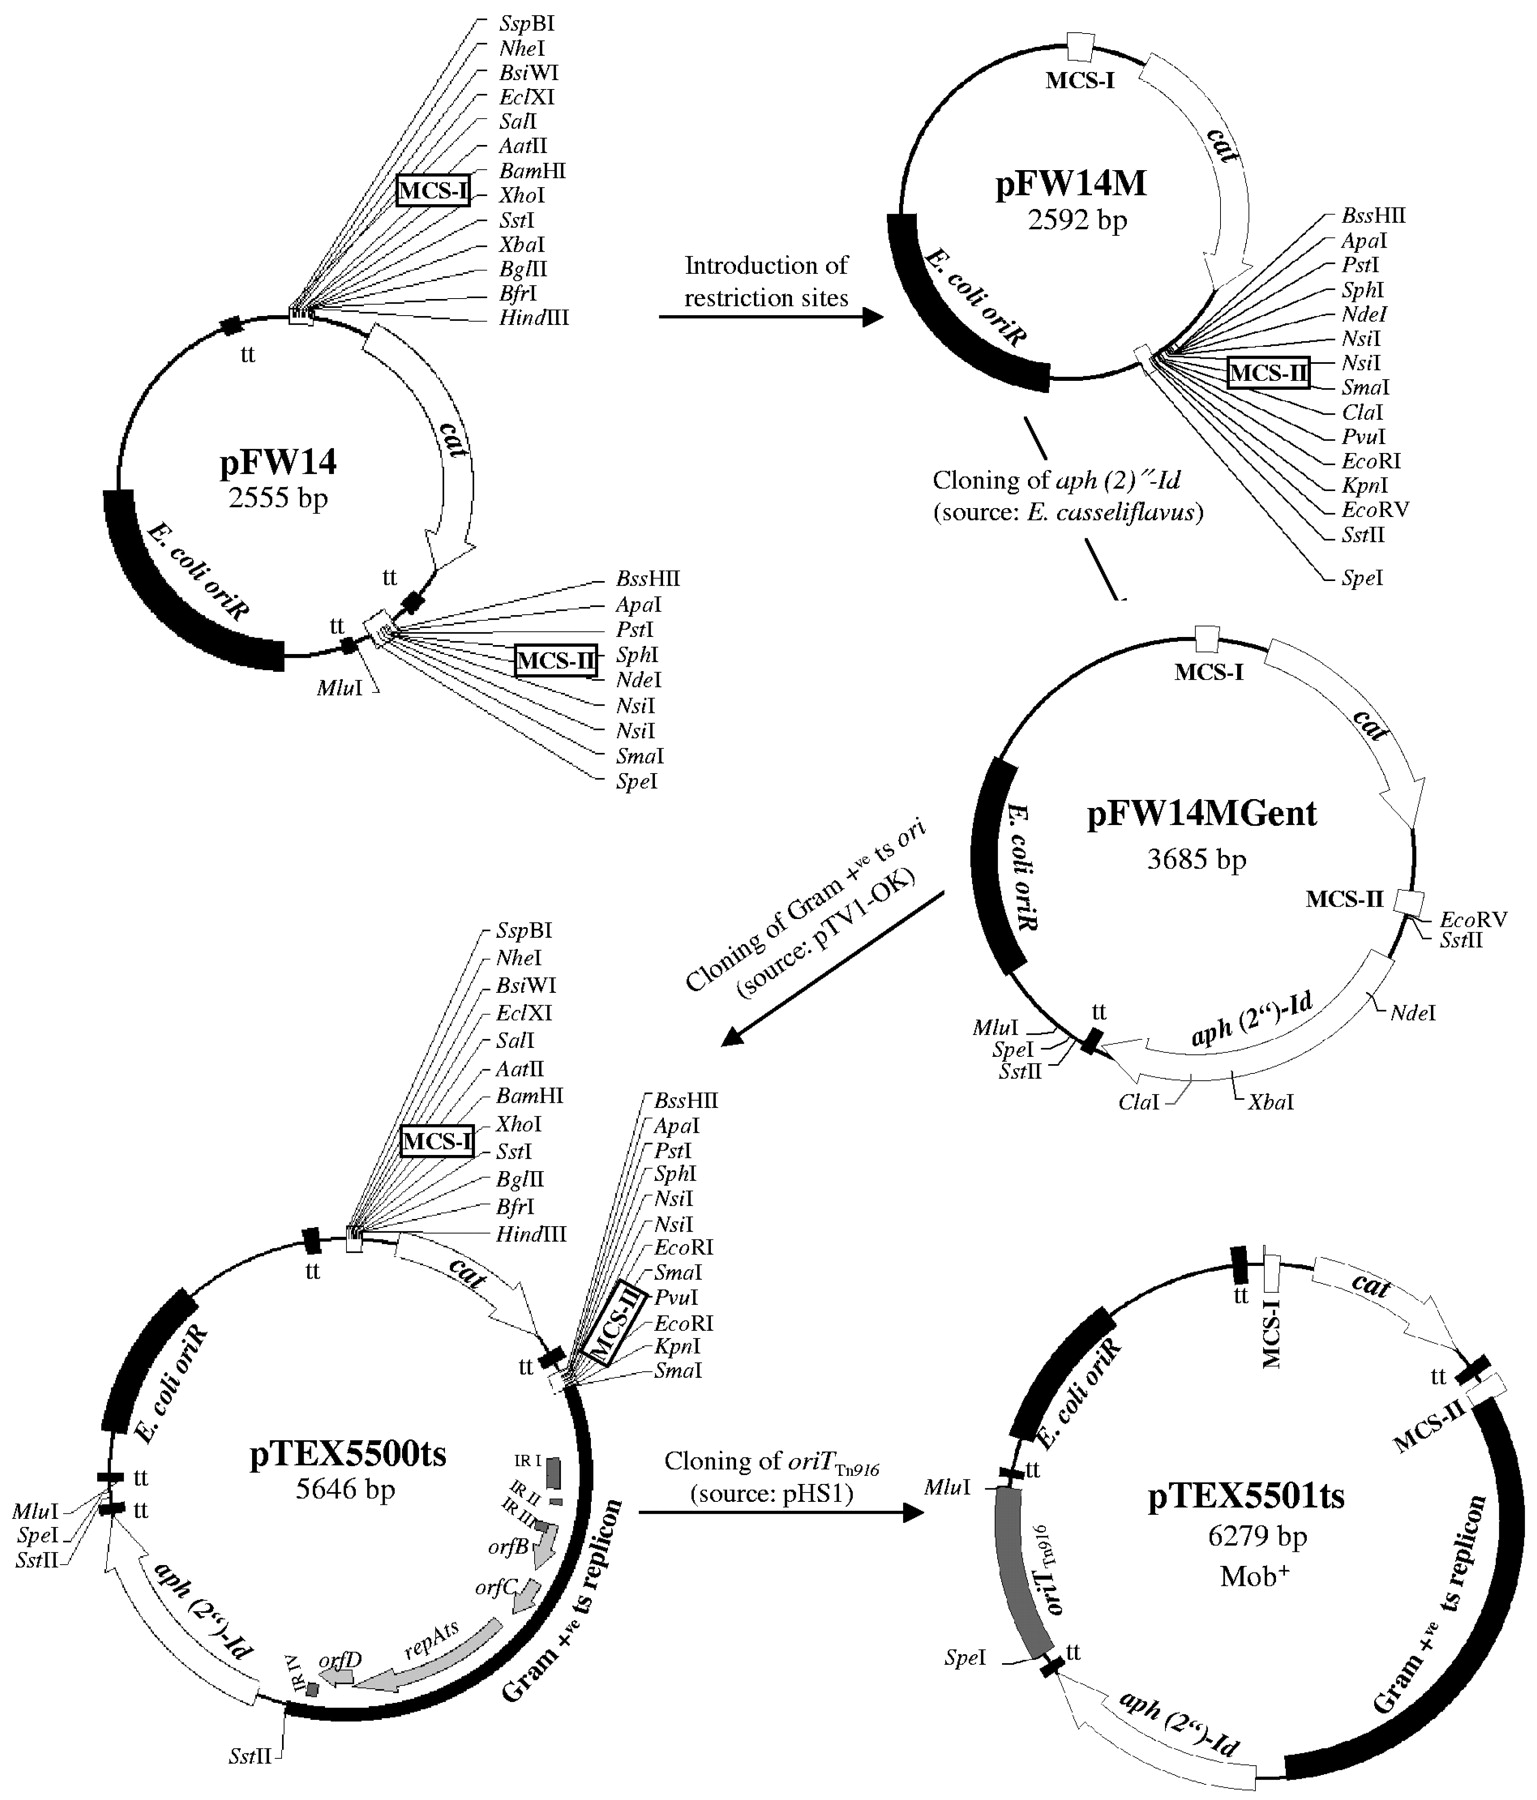 SspBI
NheI
BsiWI
EclXI
SalI
AatII
BamHI
MCS-I
XhoI
SstI
XbaI
BglII
BfrI
HindIII
tt
cat
pFW14
2555 bp
E. coli oriR
tt
tt
MluI
BssHII
ApaI
PstI
SphI
MCS-II
NdeI
NsiI
NsiI
SmaI
SpeI
Introduction of
restriction sites
MCS-I
cat
pFW14M
2592 bp
E. coli oriR
BssHII
ApaI
PstI
SphI
NdeI
NsiI
NsiI
MCS-II
SmaI
ClaI
PvuI
EcoRI
KpnI
EcoRV
SstII
SpeI
Cloning of aph (2)″-Id
(source: E. casseliflavus)
MCS-I
cat
pFW14MGent
3685 bp
E. coli oriR
MCS-II
EcoRV
SstII
NdeI
aph (2“)-Id
tt
MluI
SpeI
SstII
ClaI
XbaI
Cloning of Gram +ve ts ori
(source: pTV1-OK)
SspBI
NheI
BsiWI
EclXI
SalI
AatII
BamHI
XhoI
MCS-I
SstI
BglII
BfrI
HindIII
BssHII
ApaI
PstI
SphI
NsiI
NsiI
EcoRI
SmaI
MCS-II
PvuI
EcoRI
KpnI
SmaI
tt
cat
tt
E. coli oriR
pTEX5500ts
5646 bp
tt
tt
MluI
SpeI
SstII
IR I
IR II
IR III
orfB
orfC
repAts
orfD
IR IV
aph (2“)-Id
Gram +ve ts replicon
SstII
Cloning of oriTTn916
(source: pHS1)
tt
MCS-I
cat
tt
MCS-II
E. coli oriR
pTEX5501ts
6279 bp
Mob+
tt
MluI
oriTTn916
SpeI
tt
aph (2“)-Id
Gram +ve ts replicon